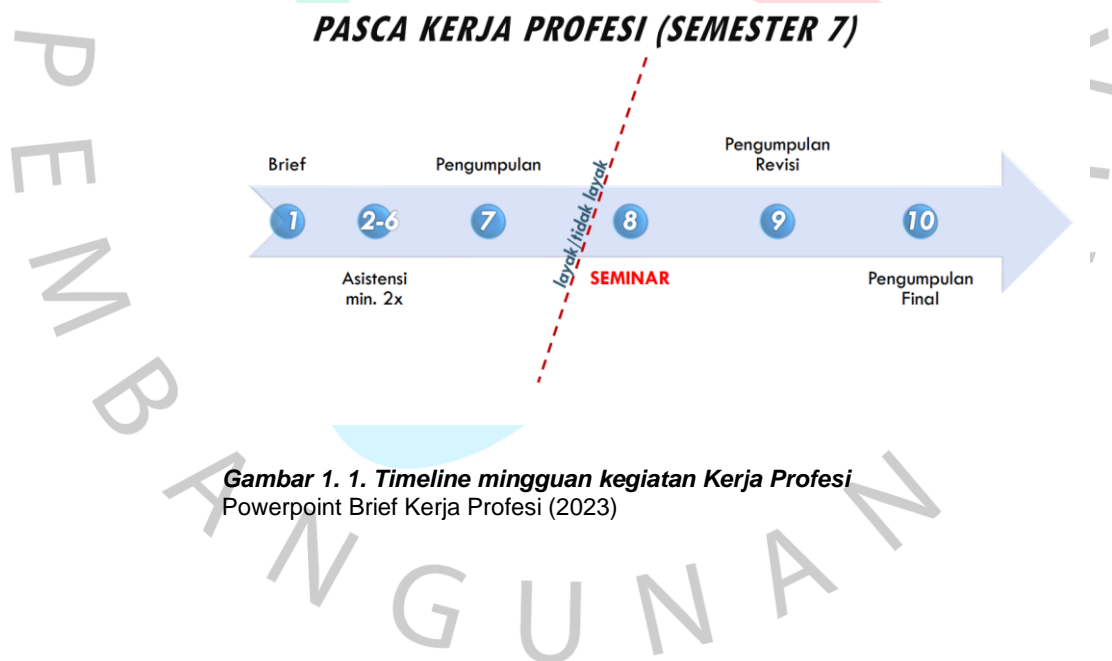 PASCA KERJA PROFESI (SEMESTER 7)
Brief
Pengumpulan
Pengumpulan
Revisi
1
2-6
7
layak/tidak layak
8
9
10
Asistensi
min. 2x
SEMINAR
Pengumpulan
Final
Gambar 1. 1. Timeline mingguan kegiatan Kerja Profesi
Powerpoint Brief Kerja Profesi (2023)
PEMBANGUNAN